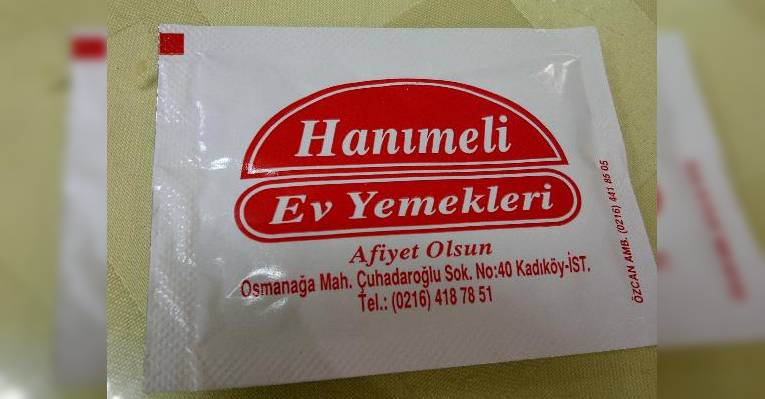 Hanımeli
Ev Yemekleri
Afiyet Olsun
Osmanağa Mah. Çuhadaroğlu Sok. No:40 Kadıköy-İST.
Tel.: (0216) 418 78 51
ÖZCAN AMB. (0216) 441 85 05